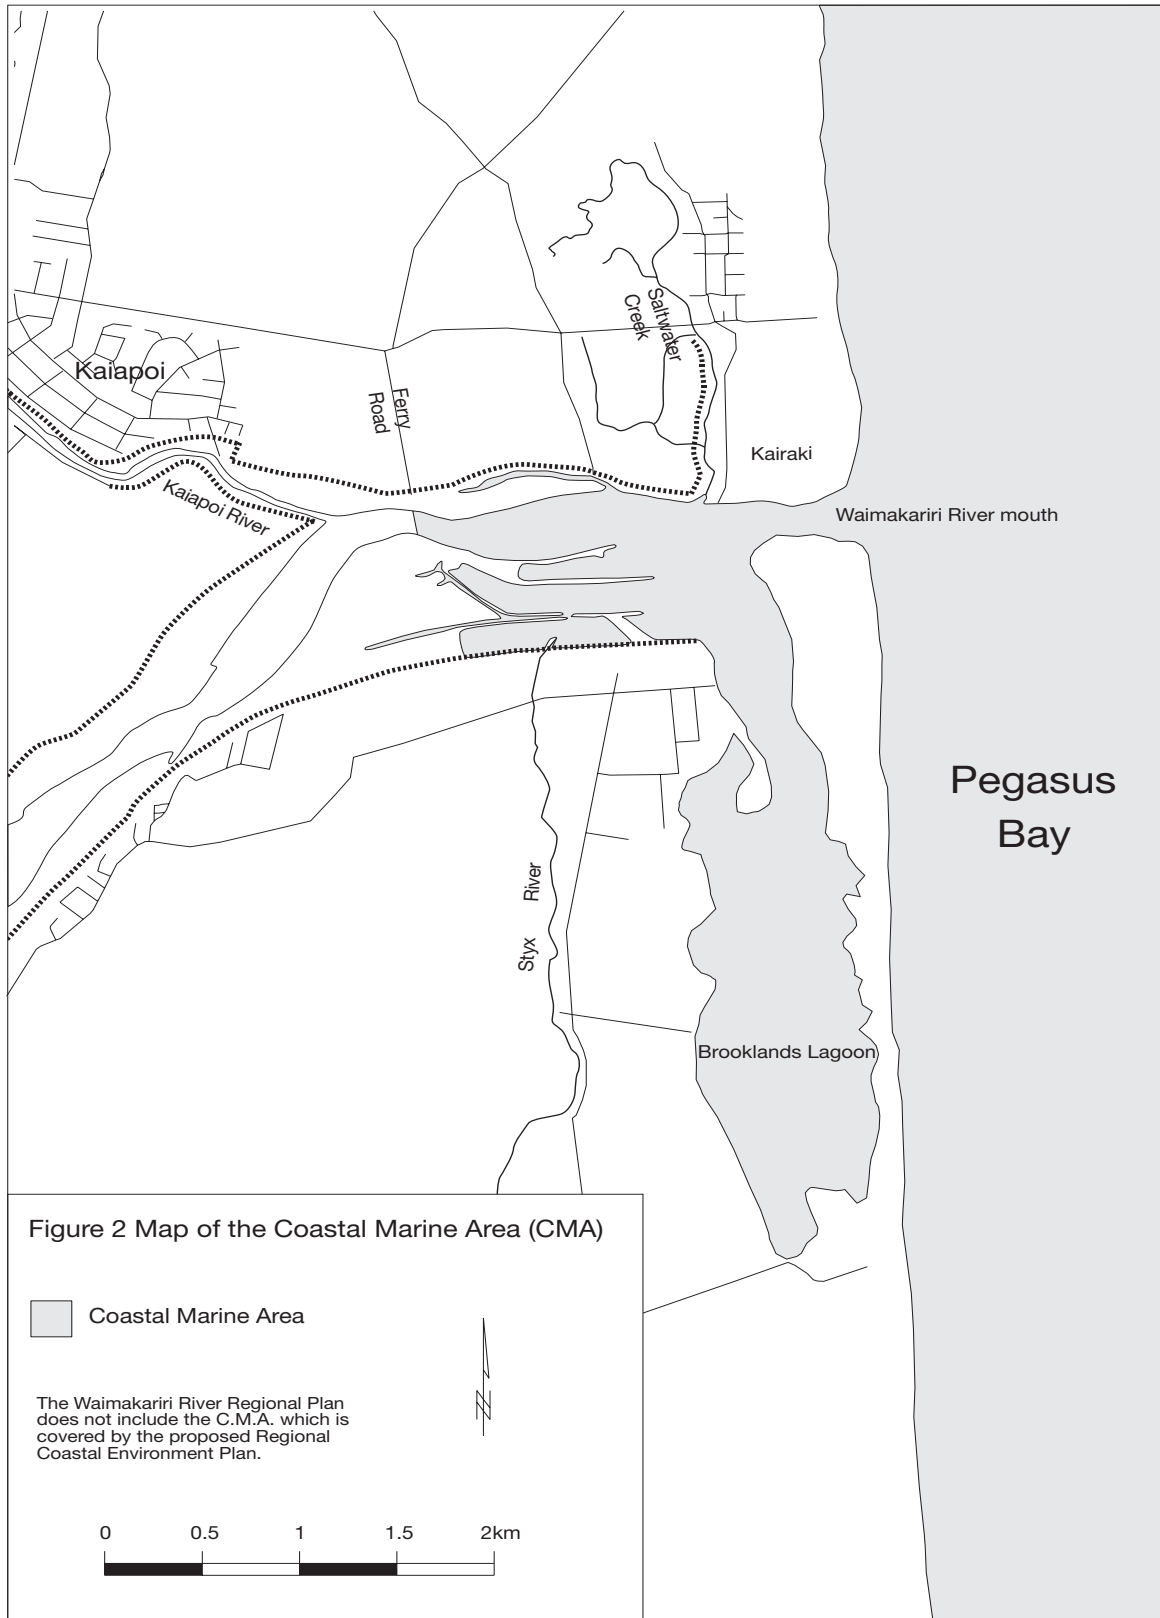 Saltwater
Creek
Kaiapoi
Ferry
Road
Kairaki
Kaiapoi River
Waimakariri River mouth
Pegasus
Bay
Styx River
Brooklands Lagoon
Figure 2 Map of the Coastal Marine Area (CMA)
Coastal Marine Area
The Waimakariri River Regional Plan
does not include the C.M.A. which is
covered by the proposed Regional
Coastal Environment Plan.
N
0 0.5 1 1.5 2km